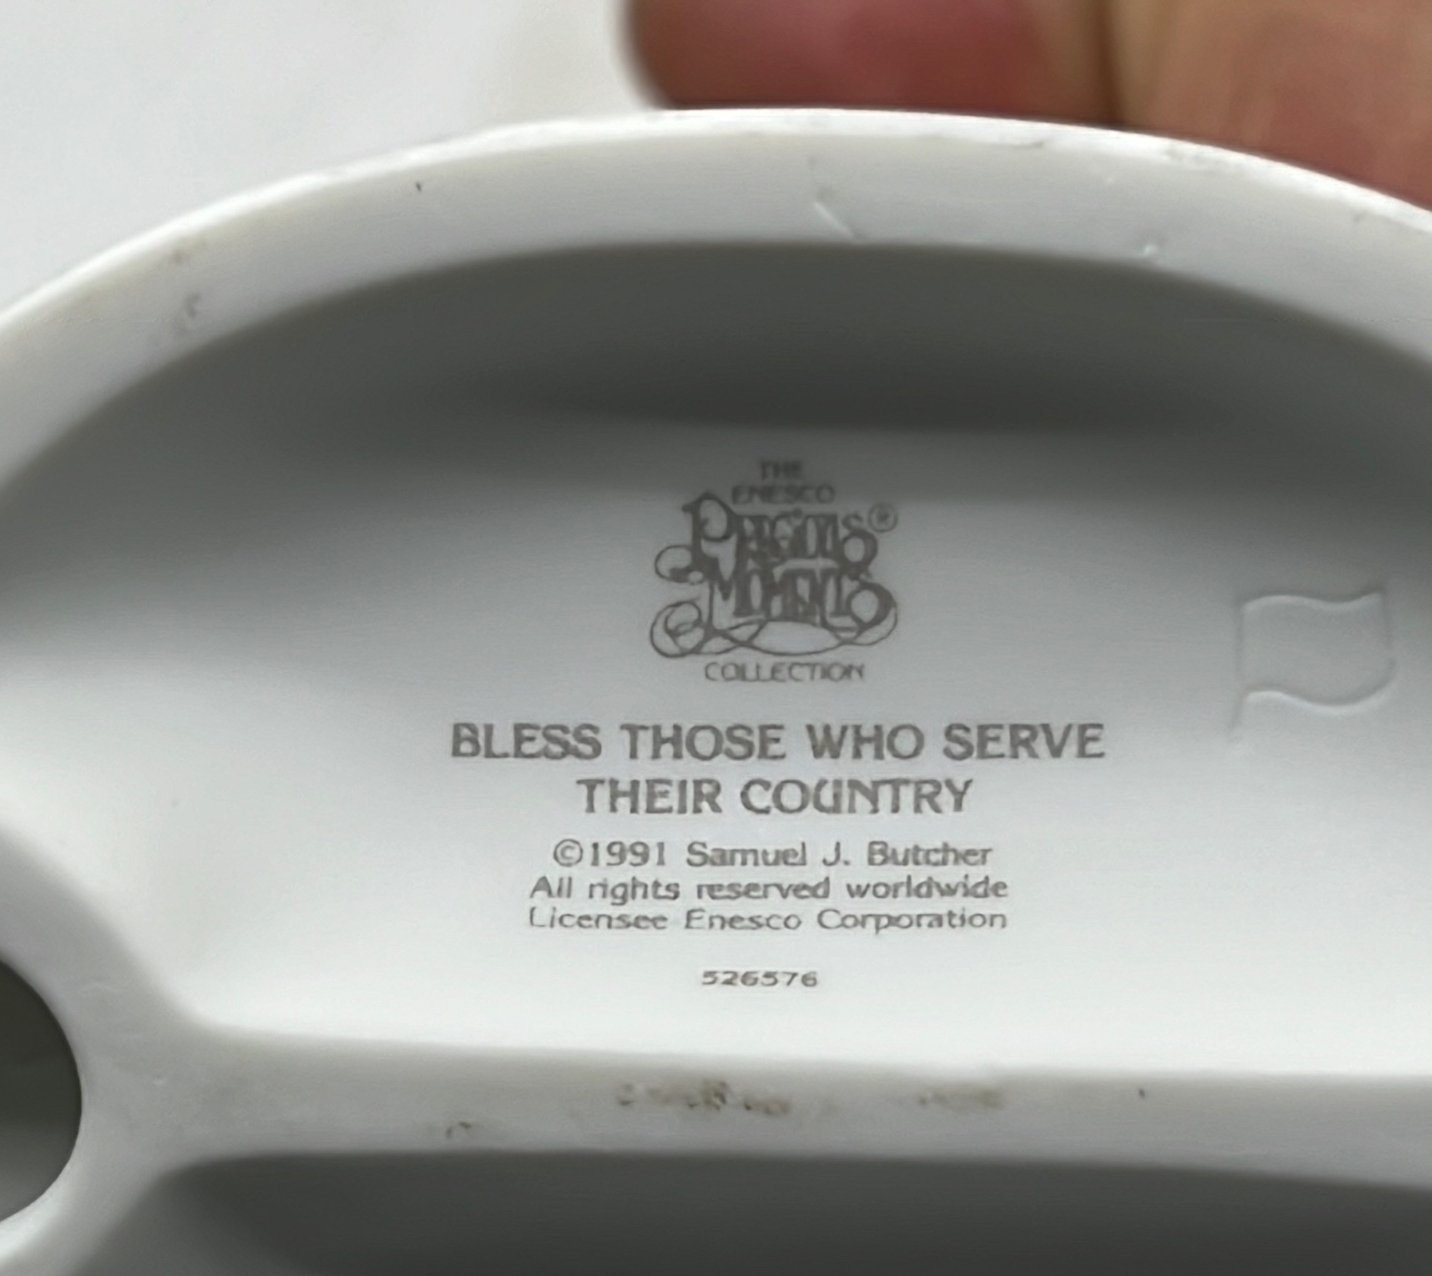 THE
ENESCO
PRECIOUS®
MOMENTS
COLLECTION
BLESS THOSE WHO SERVE
THEIR COUNTRY
©1991 Samuel J. Butcher
All rights reserved worldwide
Licensee Enesco Corporation
526576